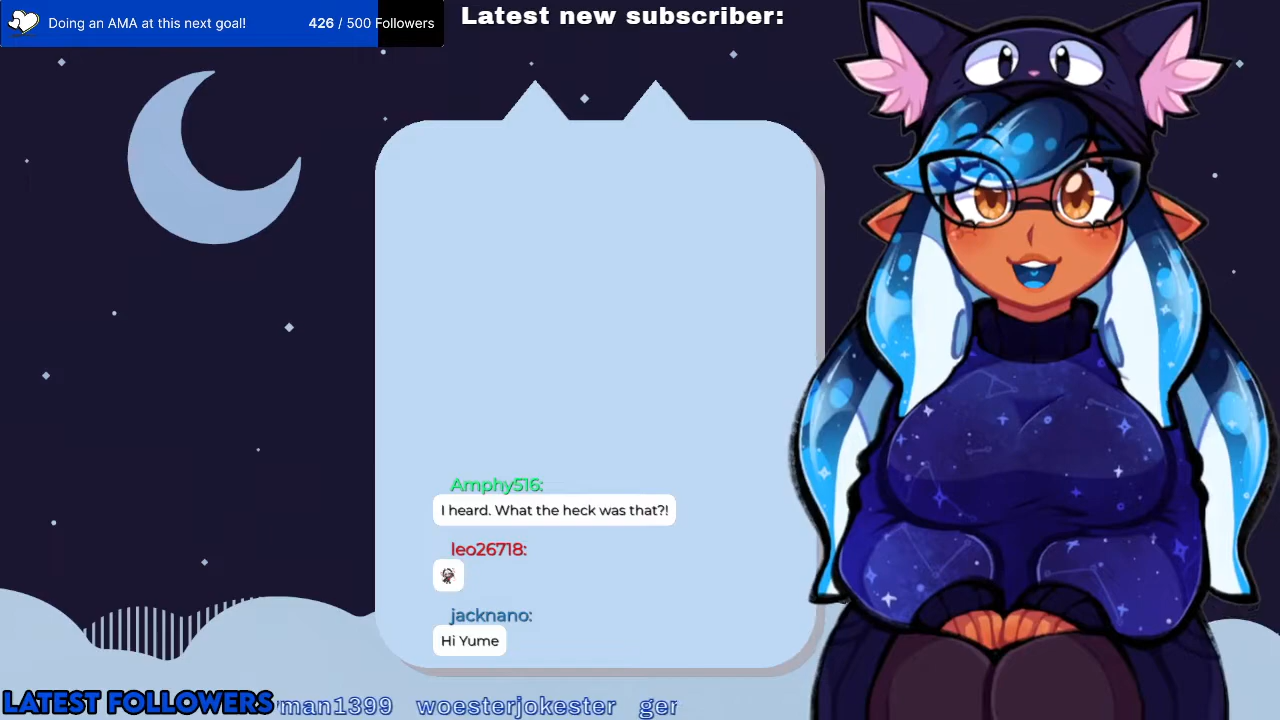 Doing an AMA at this next goal! 426 / 500 Followers
Latest new subscriber:
Amphy516:
I heard. What the heck was that?!
leo26718:
jacknano:
Hi Yume
LATEST FOLLOWERS man1399 woesterjokester ger